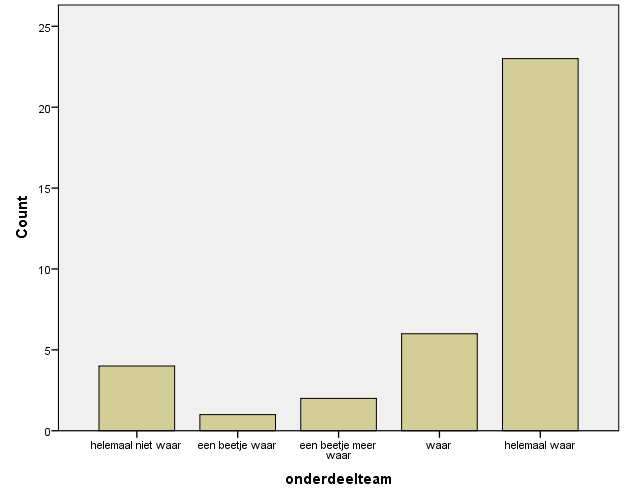 Count
25
20
15
10
5
0
helemaal niet waar
een beetje waar
een beetje meer
waar
waar
helemaal waar
onderdeelteam